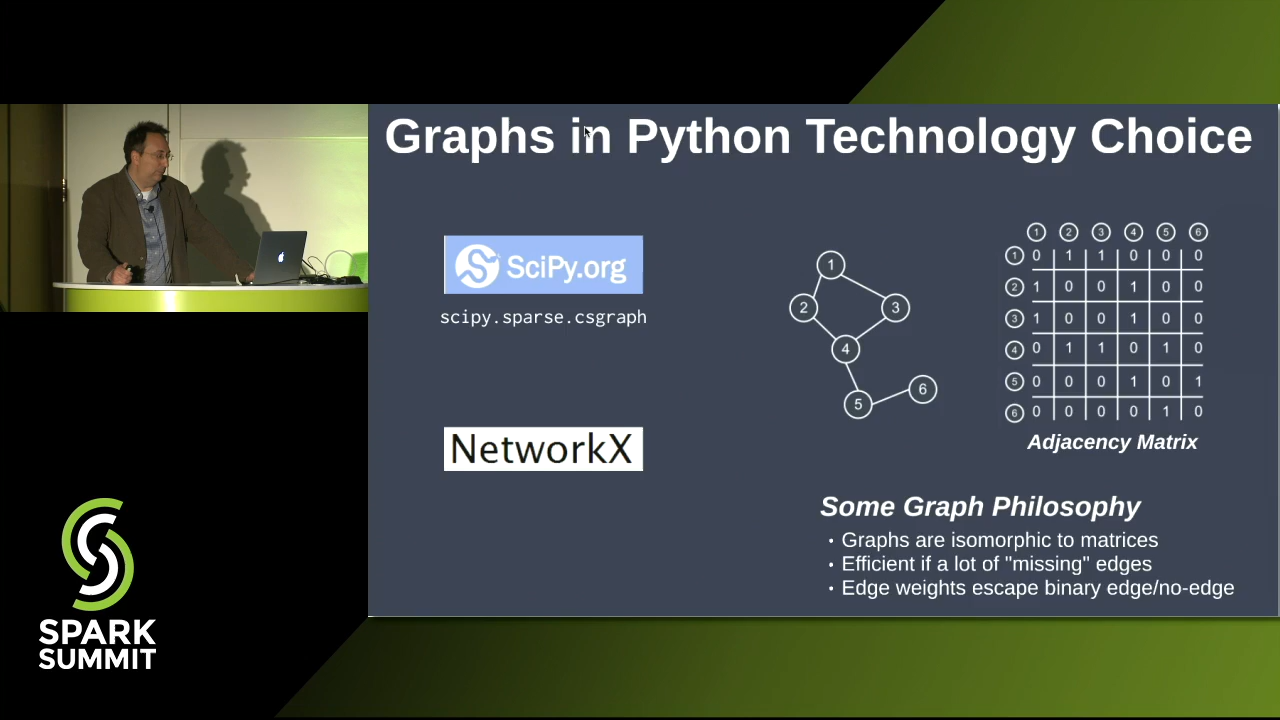 Graphs in Python Technology Choice
SciPy.org
scipy.sparse.csgraph
NetworkX
1
2
3
4
5
6
1 2 3 4 5 6
1 0 1 1 0 0 0
2 1 0 0 1 0 0
3 1 0 0 1 0 0
4 0 1 1 0 1 0
5 0 0 0 1 0 1
6 0 0 0 0 1 0
Adjacency Matrix
Some Graph Philosophy
• Graphs are isomorphic to matrices
• Efficient if a lot of "missing" edges
• Edge weights escape binary edge/no-edge
SPARK
SUMMIT